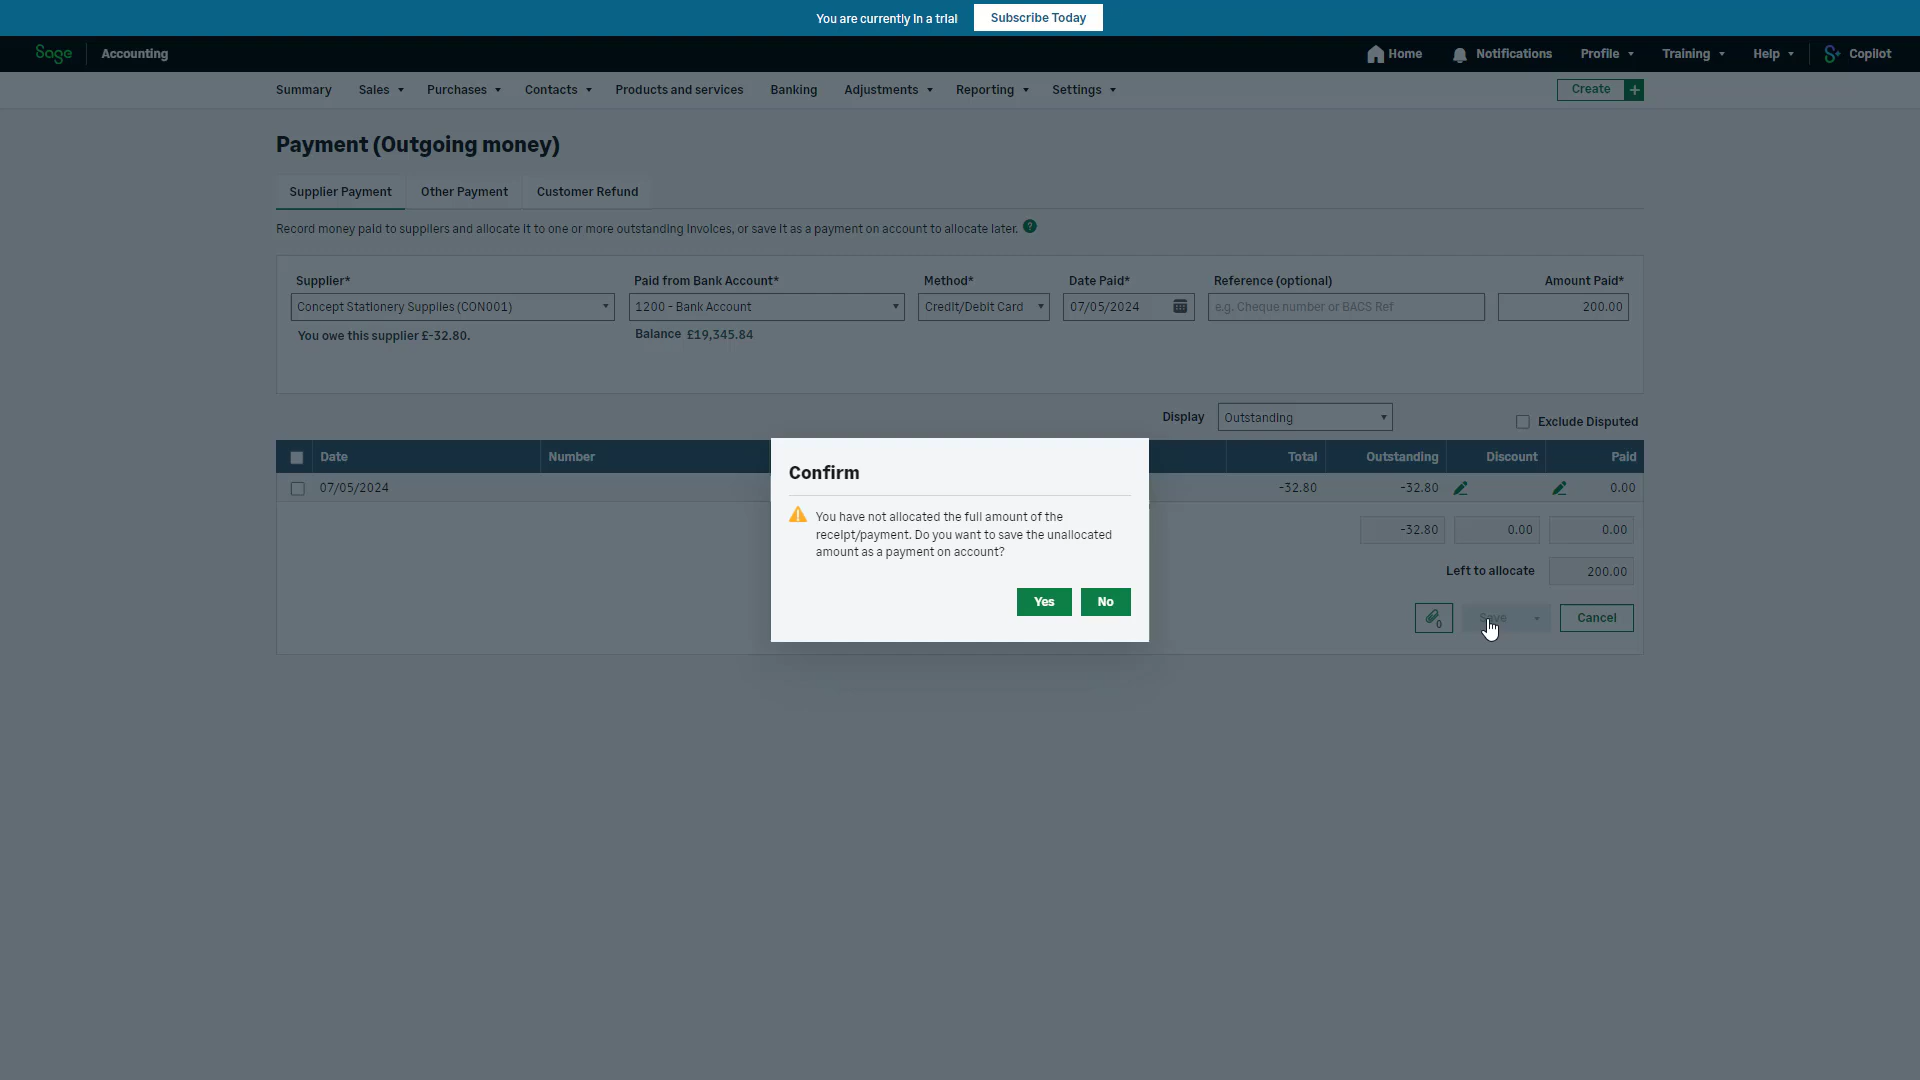 You are currently in a trial
Subscribe Today
Sage
Accounting
Home
Notifications
Profile
Training
Help
Copilot
Summary
Sales
Purchases
Contacts
Products and services
Banking
Adjustments
Reporting
Settings
Create
Payment (Outgoing money)
Supplier Payment
Other Payment
Customer Refund
Record money paid to suppliers and allocate it to one or more outstanding invoices, or save it as a payment on account to allocate later.
Supplier*
Paid from Bank Account*
Method*
Date Paid*
Reference (optional)
Amount Paid*
Concept Stationery Supplies (CON001)
1200 - Bank Account
Credit/Debit Card
07/05/2024
e.g. Cheque number or BACS Ref
200.00
You owe this supplier £-32.80.
Balance £19,345.84
Display
Outstanding
Exclude Disputed
Date
Number
Total
Outstanding
Discount
Paid
07/05/2024
-32.80
-32.80
0.00
-32.80
0.00
0.00
Left to allocate
200.00
0
Save
Cancel
Confirm
You have not allocated the full amount of the
receipt/payment. Do you want to save the unallocated
amount as a payment on account?
Yes
No